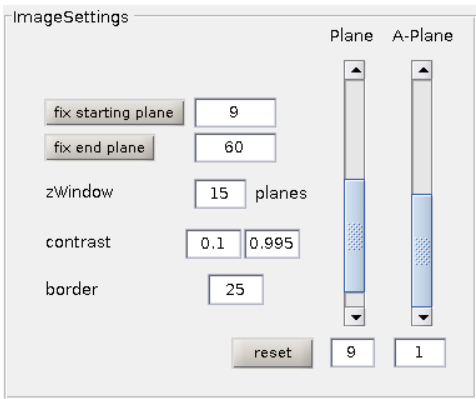 ImageSettings
Plane A-Plane
fix starting plane 9
fix end plane 60
zWindow 15 planes
contrast 0.1 0.995
border 25
reset 9 1